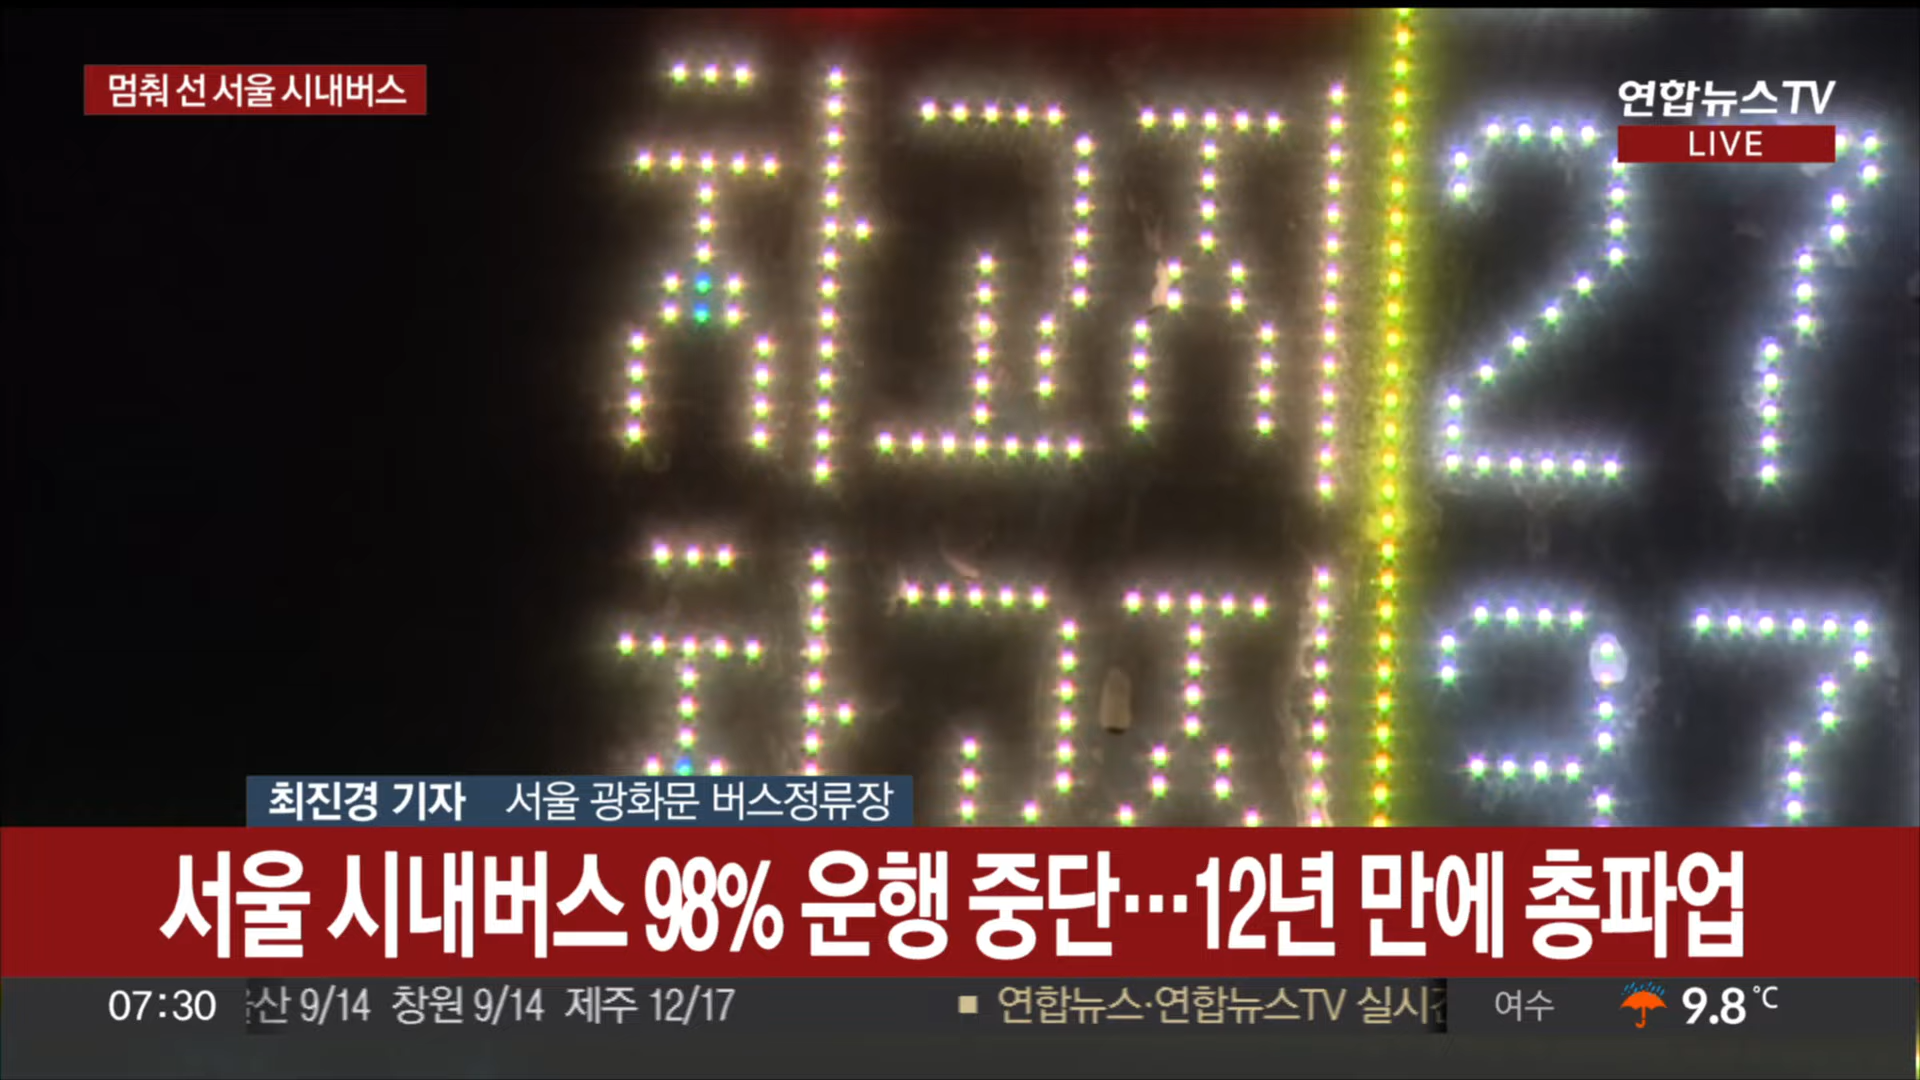 멈춰 선 서울 시내버스
연합뉴스TV
LIVE
차고지 27
차고지 97
최진경 기자 서울 광화문 버스정류장
서울 시내버스 98% 운행 중단…12년 만에 총파업
07:30 9/14 창원 9/14 제주 12/17 ■ 연합뉴스·연합뉴스TV 여수 9.8℃